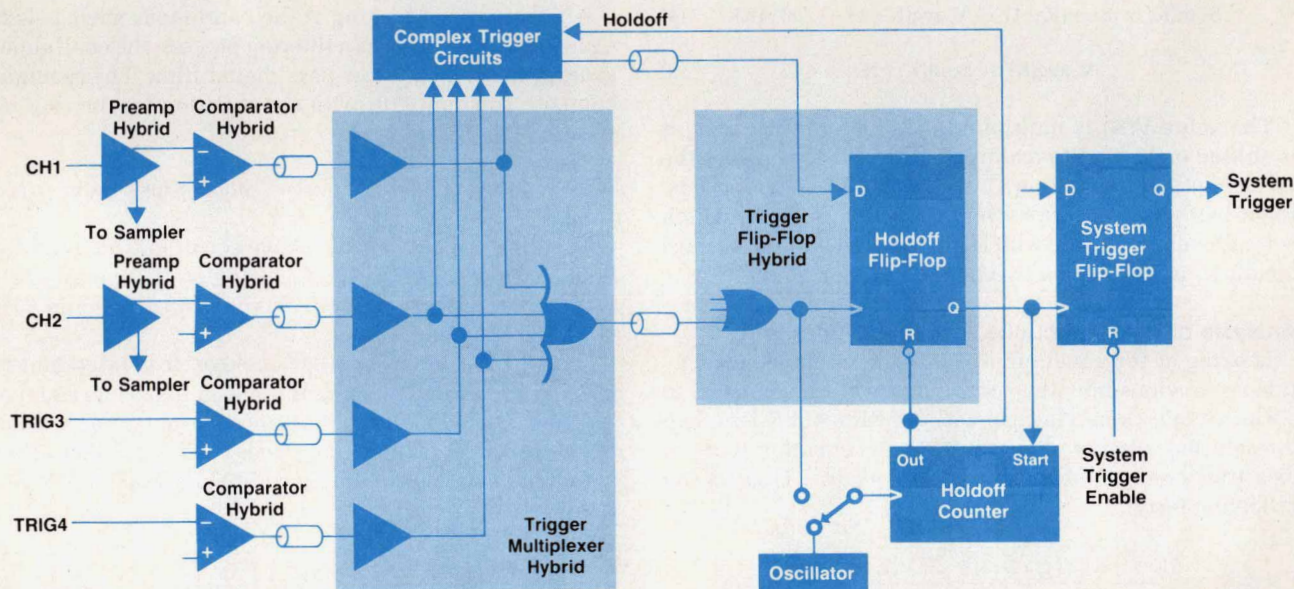 Holdoff
Complex Trigger
Circuits
Preamp
Hybrid
Comparator
Hybrid
CH1
−
+
To Sampler
Preamp
Hybrid
Comparator
Hybrid
CH2
−
+
To Sampler
Comparator
Hybrid
TRIG3
−
+
Comparator
Hybrid
TRIG4
−
+
Trigger
Multiplexer
Hybrid
Trigger
Flip-Flop
Hybrid
D
Holdoff
Flip-Flop
Q
R
D
Q
System
Trigger
Flip-Flop
R
System
Trigger
Out
Start
Holdoff
Counter
System
Trigger
Enable
Oscillator